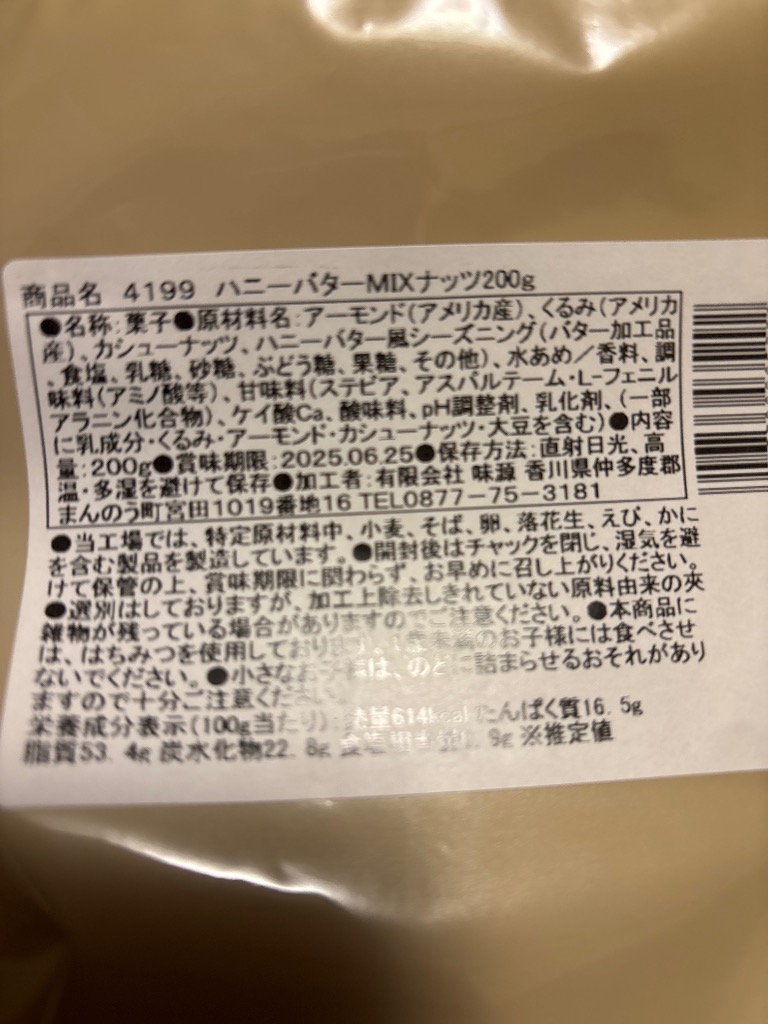 商品名 4199 ハニーバターMIXナッツ200g
●名称:菓子●原材料名:アーモンド(アメリカ産)、くるみ(アメリカ
産)、カシューナッツ、ハニーバター風シーズニング(バター加工品
、食塩、乳糖、砂糖、ぶどう糖、果糖、その他)、水あめ/香料、調
味料(アミノ酸等)、甘味料(ステビア、アスパルテーム・L-フェニル
アラニン化合物)、ケイ酸Ca、酸味料、pH調整剤、乳化剤、(一部
に乳成分・くるみ・アーモンド・カシューナッツ・大豆を含む)●内容
量:200g●賞味期限:2025.06.25●保存方法:直射日光、高
温・多湿を避けて保存●加工者:有限会社 味源 香川県仲多度郡
まんのう町宮田1019番地16 TEL0877-75-3181
●当工場では、特定原材料中、小麦、そば、卵、落花生、えび、かに
を含む製品を製造しています。●開封後はチャックを閉じ、湿気を避
けて保管の上、賞味期限に関わらず、お早めに召し上がりください。
●選別はしておりますが、加工上除去しきれていない原料由来の夾
雑物が残っている場合がありますのでご注意ください。●本商品に
は、はちみつを使用しており 未満のお子様には食べさせ
ないでください。●小さなお 様は、のどに詰まらせるおそれがあり
ますので十分ご注意くださ
栄養成分表示(100g当たり): 量614kcal たんぱく質16.5g
脂質53.4g 炭水化物22.8g 9g ※推定値